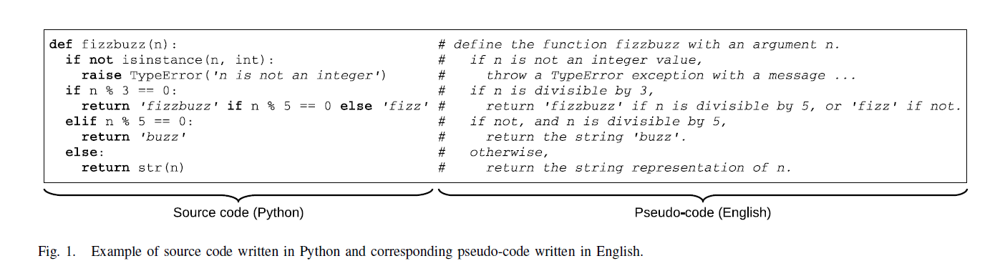 def fizzbuzz(n): # define the function fizzbuzz with an argument n.
if not isinstance(n, int): # if n is not an integer value,
raise TypeError('n is not an integer') # throw a TypeError exception with a message ...
if n % 3 == 0: # if n is divisible by 3,
return 'fizzbuzz' if n % 5 == 0 else 'fizz' # return 'fizzbuzz' if n is divisible by 5, or 'fizz' if not.
elif n % 5 == 0: # if not, and n is divisible by 5,
return 'buzz' # return the string 'buzz'.
else: # otherwise,
return str(n) # return the string representation of n.
Source code (Python) Pseudo-code (English)
Fig. 1. Example of source code written in Python and corresponding pseudo-code written in English.